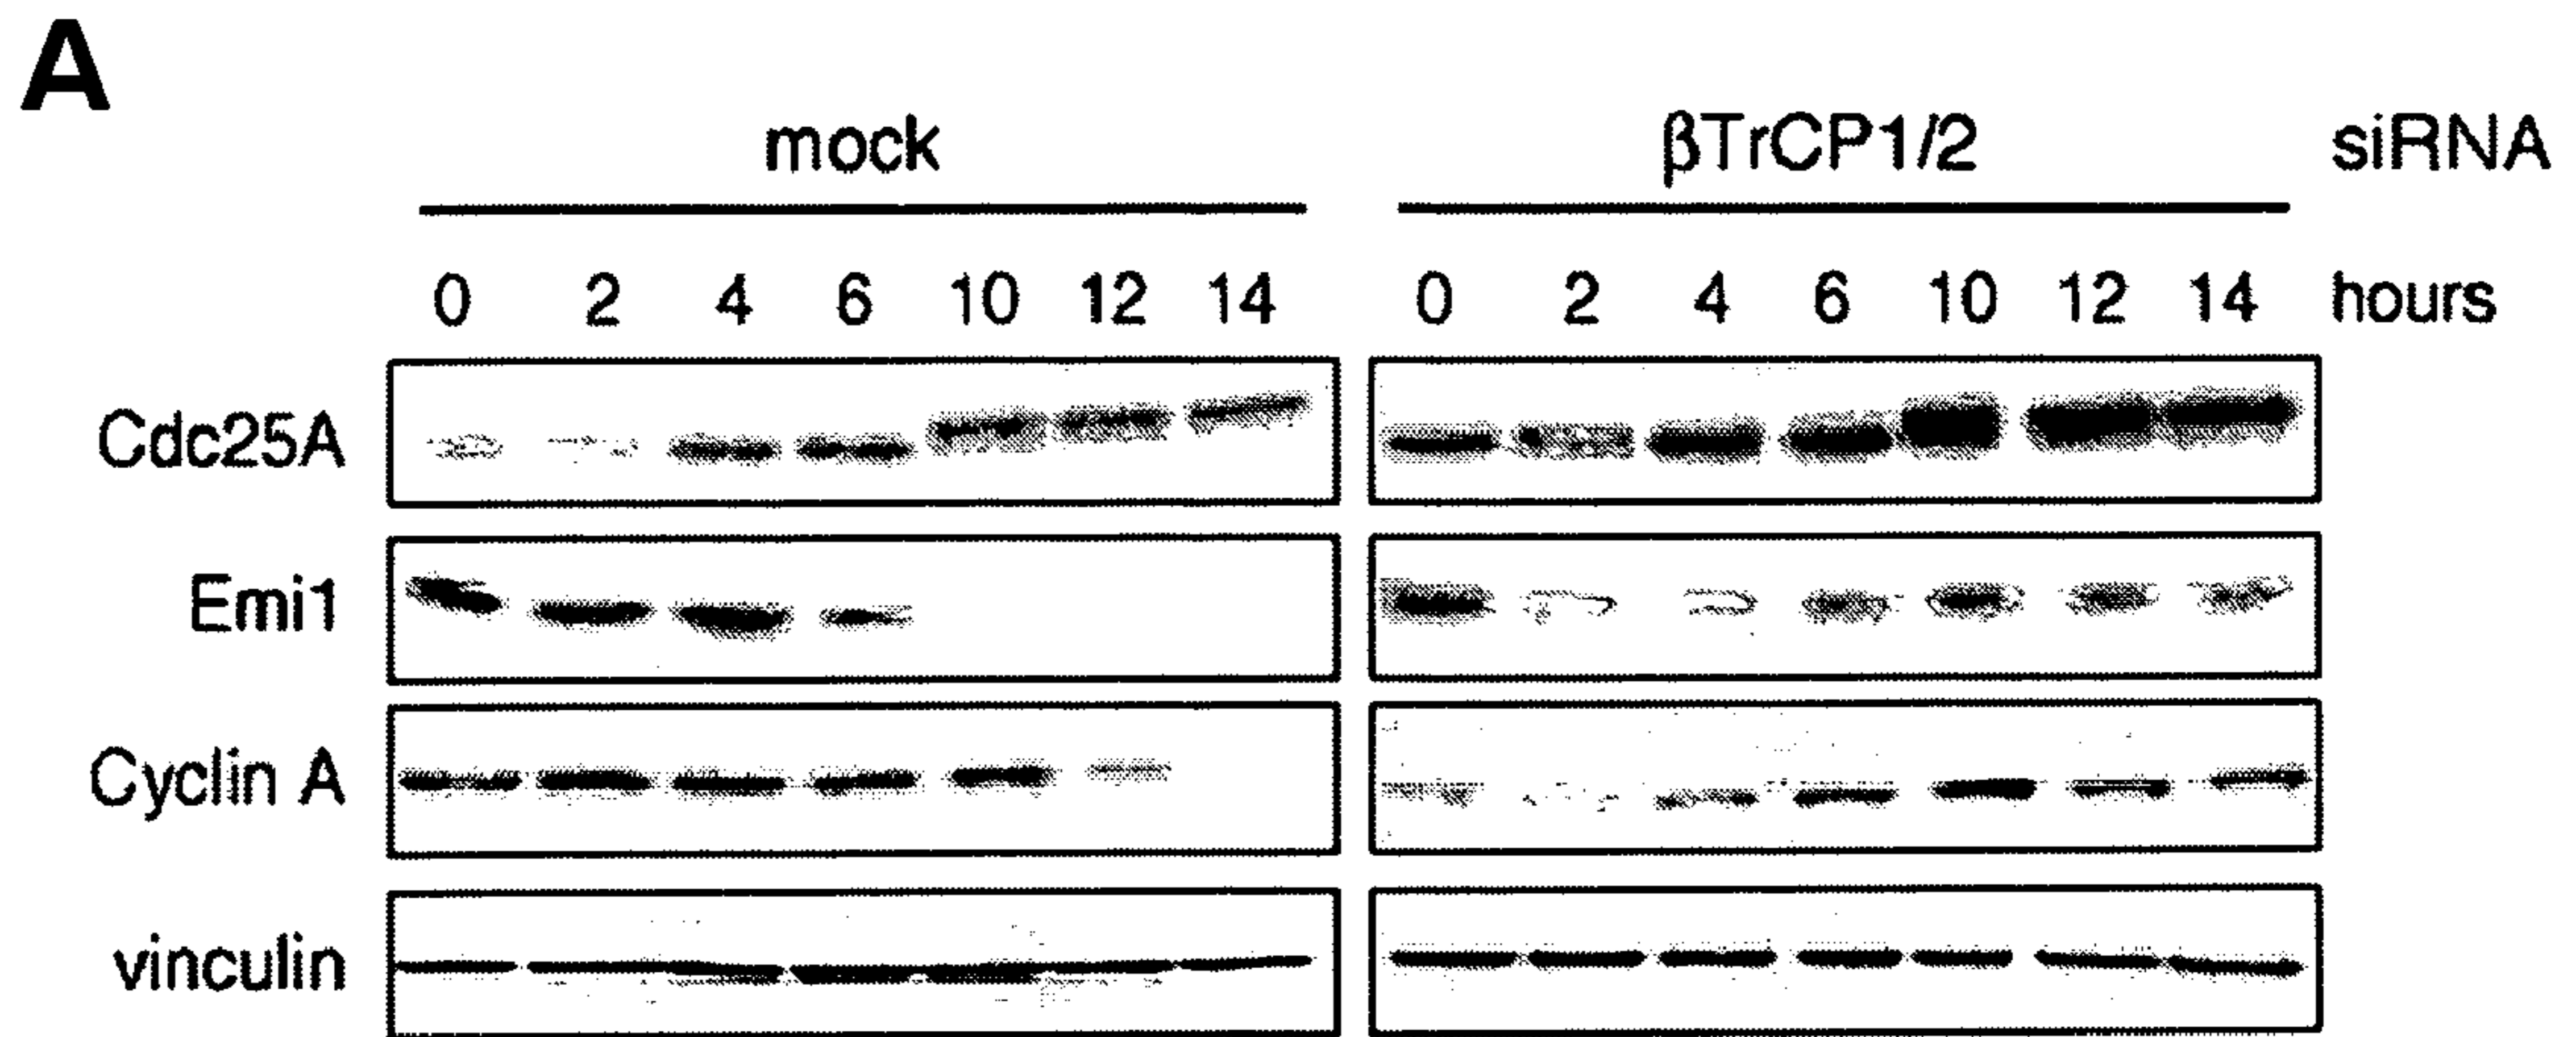 A
mock βTrCP1/2 siRNA
0 2 4 6 10 12 14 0 2 4 6 10 12 14 hours
Cdc25A
Emi1
Cyclin A
vinculin